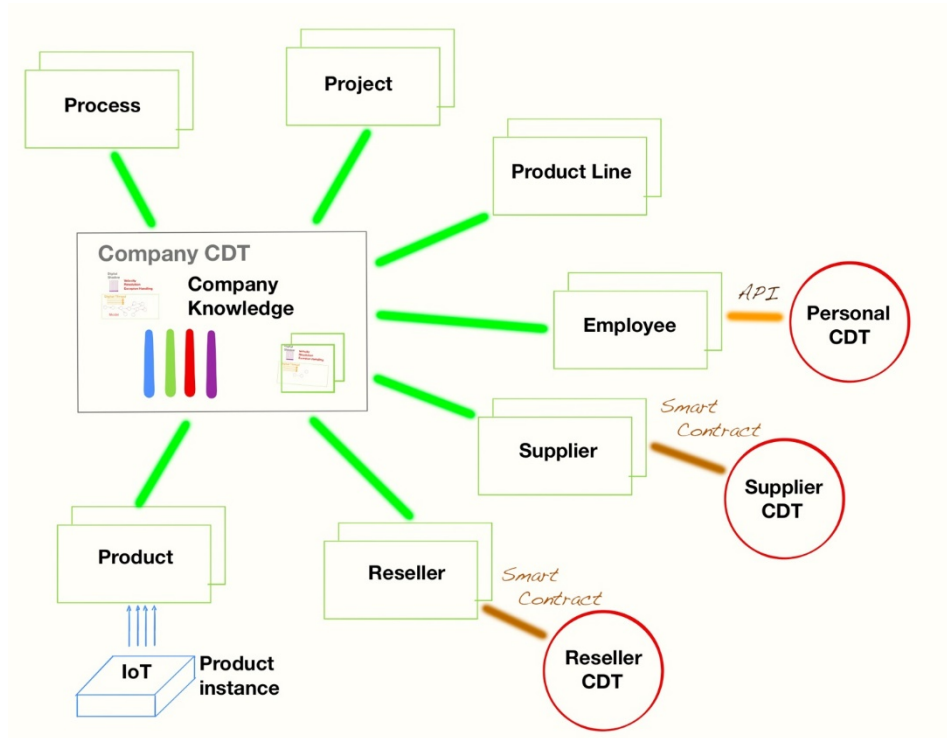 Project
Process
Product Line
Company CDT
Company
Knowledge
API
Employee
Personal
CDT
Smart
Contract
Supplier
Supplier
CDT
Product
Reseller
Smart
Contract
Reseller
CDT
IoT
Product
instance